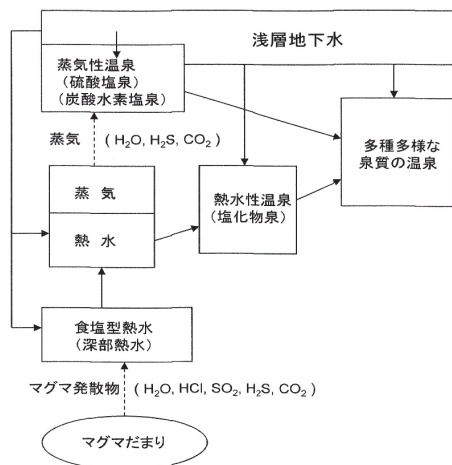 浅層地下水
蒸気性温泉
（硫酸塩泉）
（炭酸水素塩泉）
蒸気 （H₂O, H₂S, CO₂）
多種多様な
泉質の温泉
蒸 気
熱 水
熱水性温泉
（塩化物泉）
食塩型熱水
（深部熱水）
マグマ発散物 （H₂O, HCl, SO₂, H₂S, CO₂）
マグマだまり